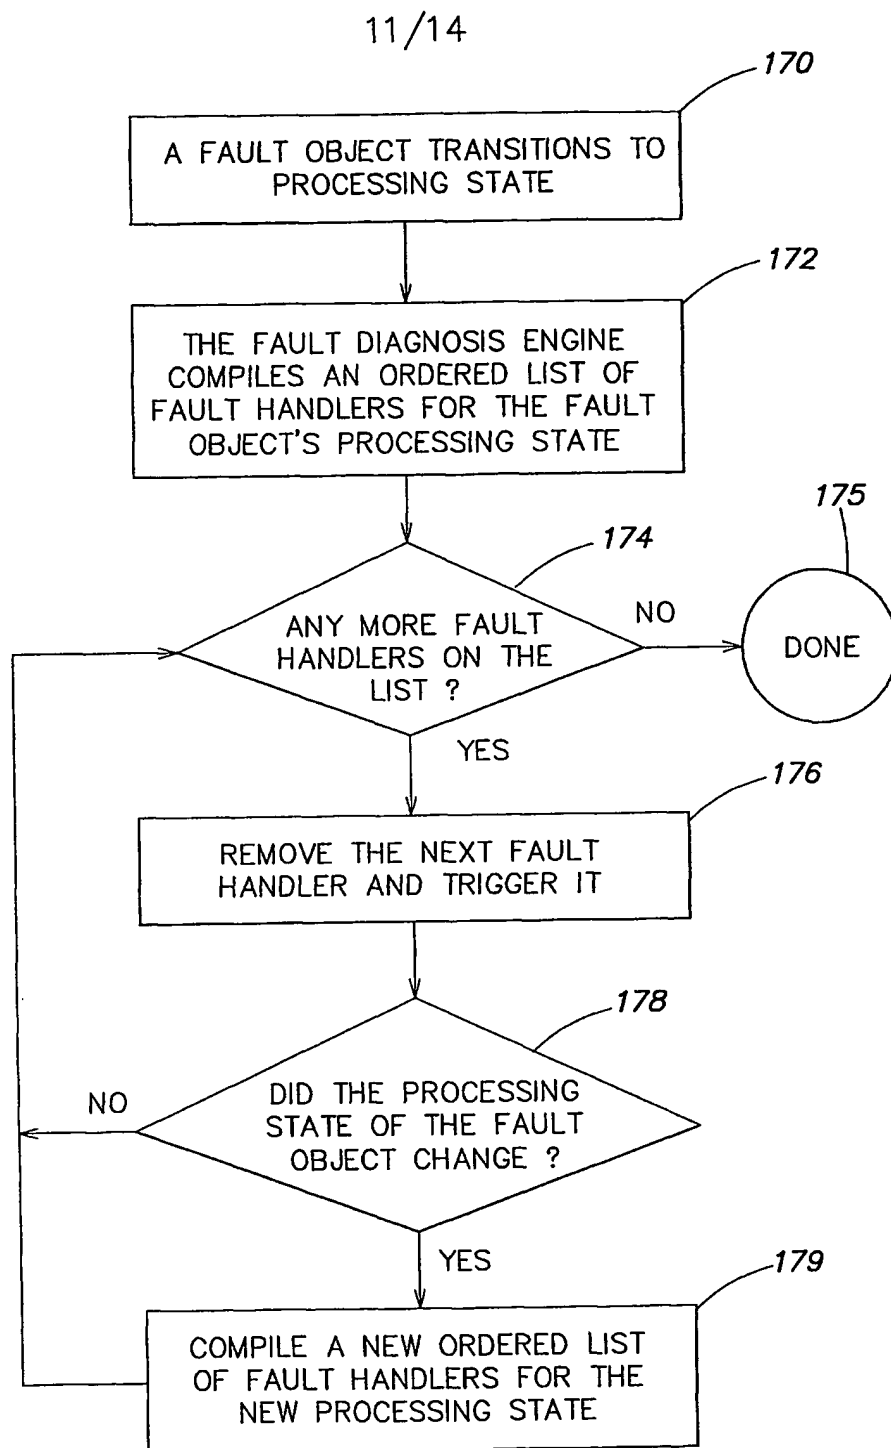 11/14
170
A FAULT OBJECT TRANSITIONS TO
PROCESSING STATE
172
THE FAULT DIAGNOSIS ENGINE
COMPILES AN ORDERED LIST OF
FAULT HANDLERS FOR THE FAULT
OBJECT'S PROCESSING STATE
174
175
ANY MORE FAULT
HANDLERS ON THE
LIST ?
NO
DONE
YES
176
REMOVE THE NEXT FAULT
HANDLER AND TRIGGER IT
178
DID THE PROCESSING
STATE OF THE FAULT
OBJECT CHANGE ?
NO
YES
179
COMPILE A NEW ORDERED LIST
OF FAULT HANDLERS FOR THE
NEW PROCESSING STATE